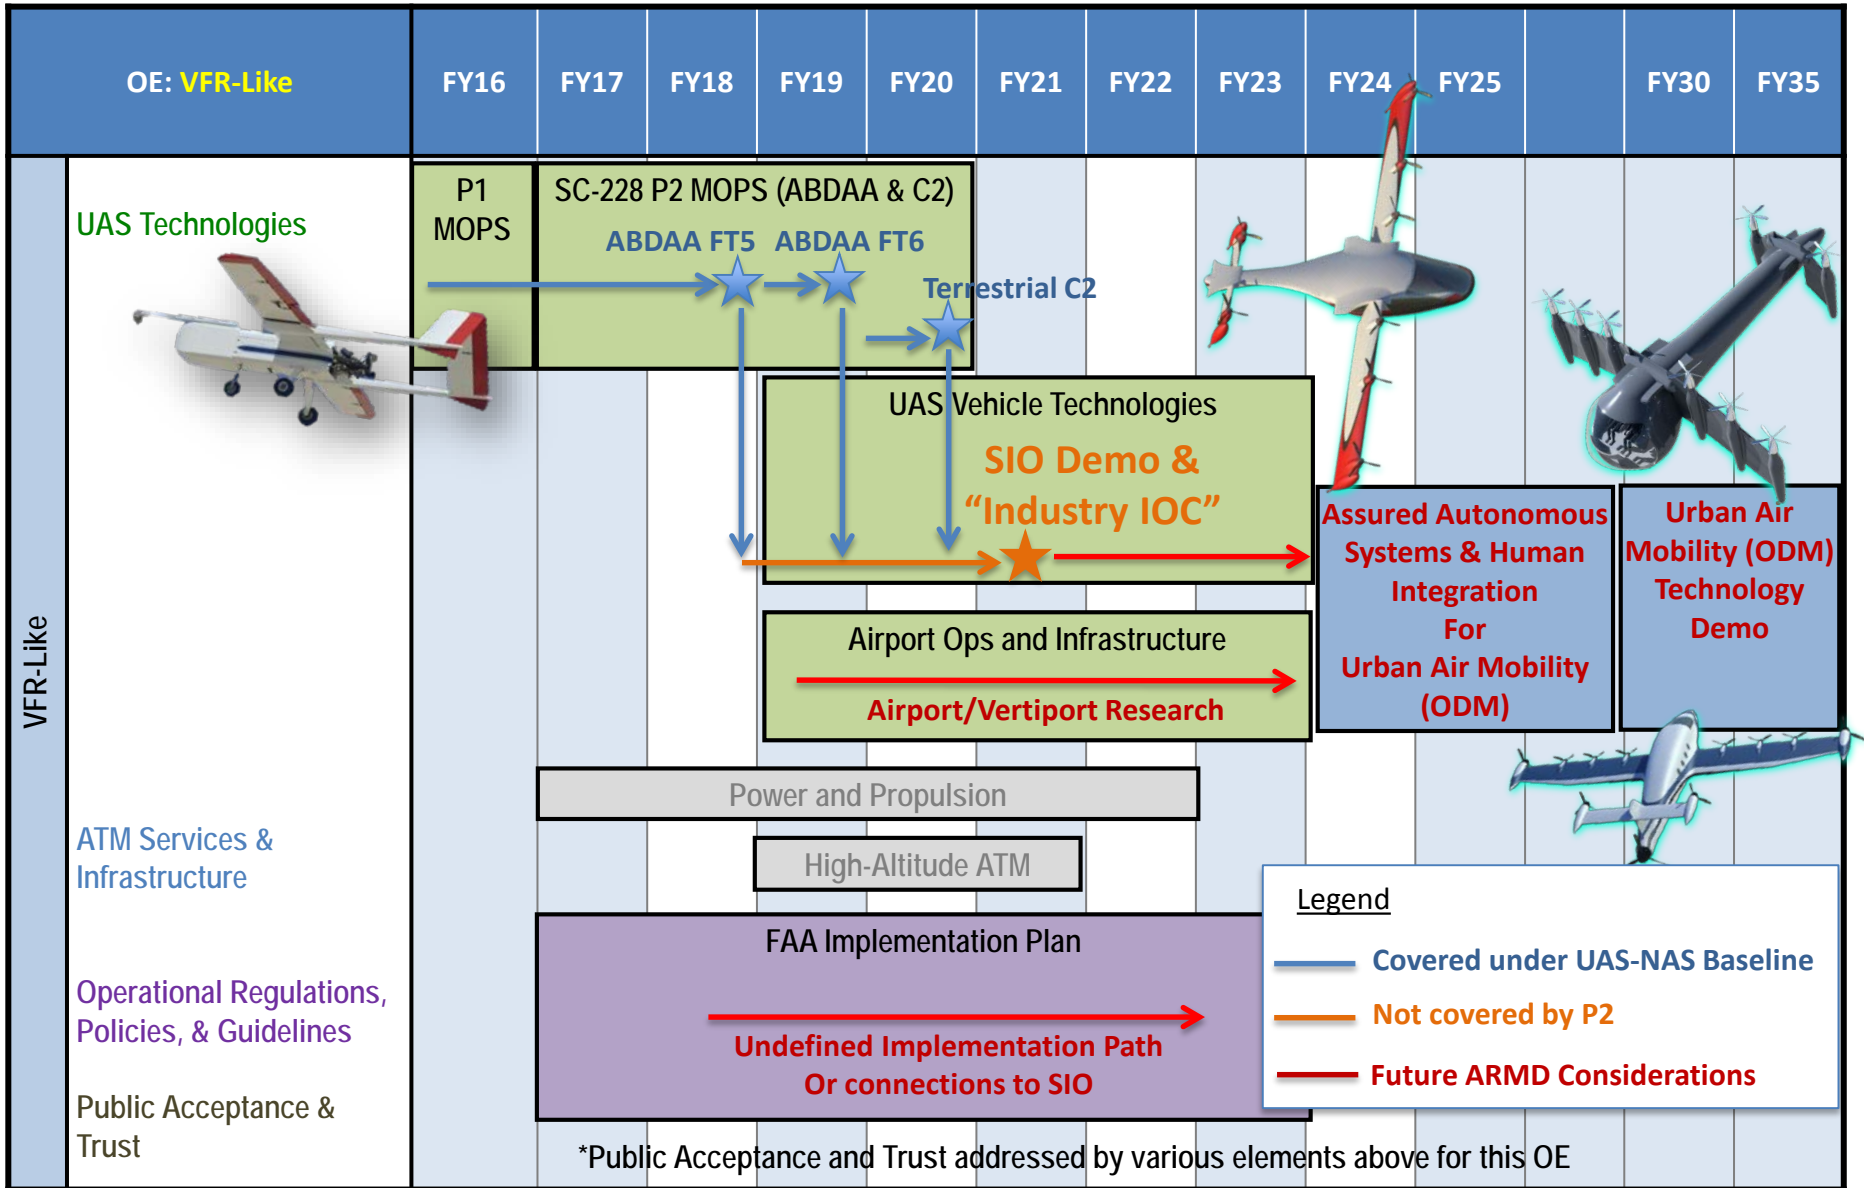 OE: VFR-Like
FY16
FY17
FY18
FY19
FY20
FY21
FY22
FY23
FY24
FY25
FY30
FY35
VFR-Like
UAS Technologies
P1
MOPS
SC-228 P2 MOPS (ABDAA & C2)
ABDAA FT5
ABDAA FT6
Terrestrial C2
UAS Vehicle Technologies
SIO Demo &
“Industry IOC”
Assured Autonomous
Systems & Human
Integration
For
Urban Air Mobility
(ODM)
Urban Air
Mobility (ODM)
Technology
Demo
Airport Ops and Infrastructure
Airport/Vertiport Research
Power and Propulsion
ATM Services &
Infrastructure
High-Altitude ATM
FAA Implementation Plan
Operational Regulations,
Policies, & Guidelines
Undefined Implementation Path
Or connections to SIO
Public Acceptance &
Trust
*Public Acceptance and Trust addressed by various elements above for this OE
Legend
Covered under UAS-NAS Baseline
Not covered by P2
Future ARMD Considerations